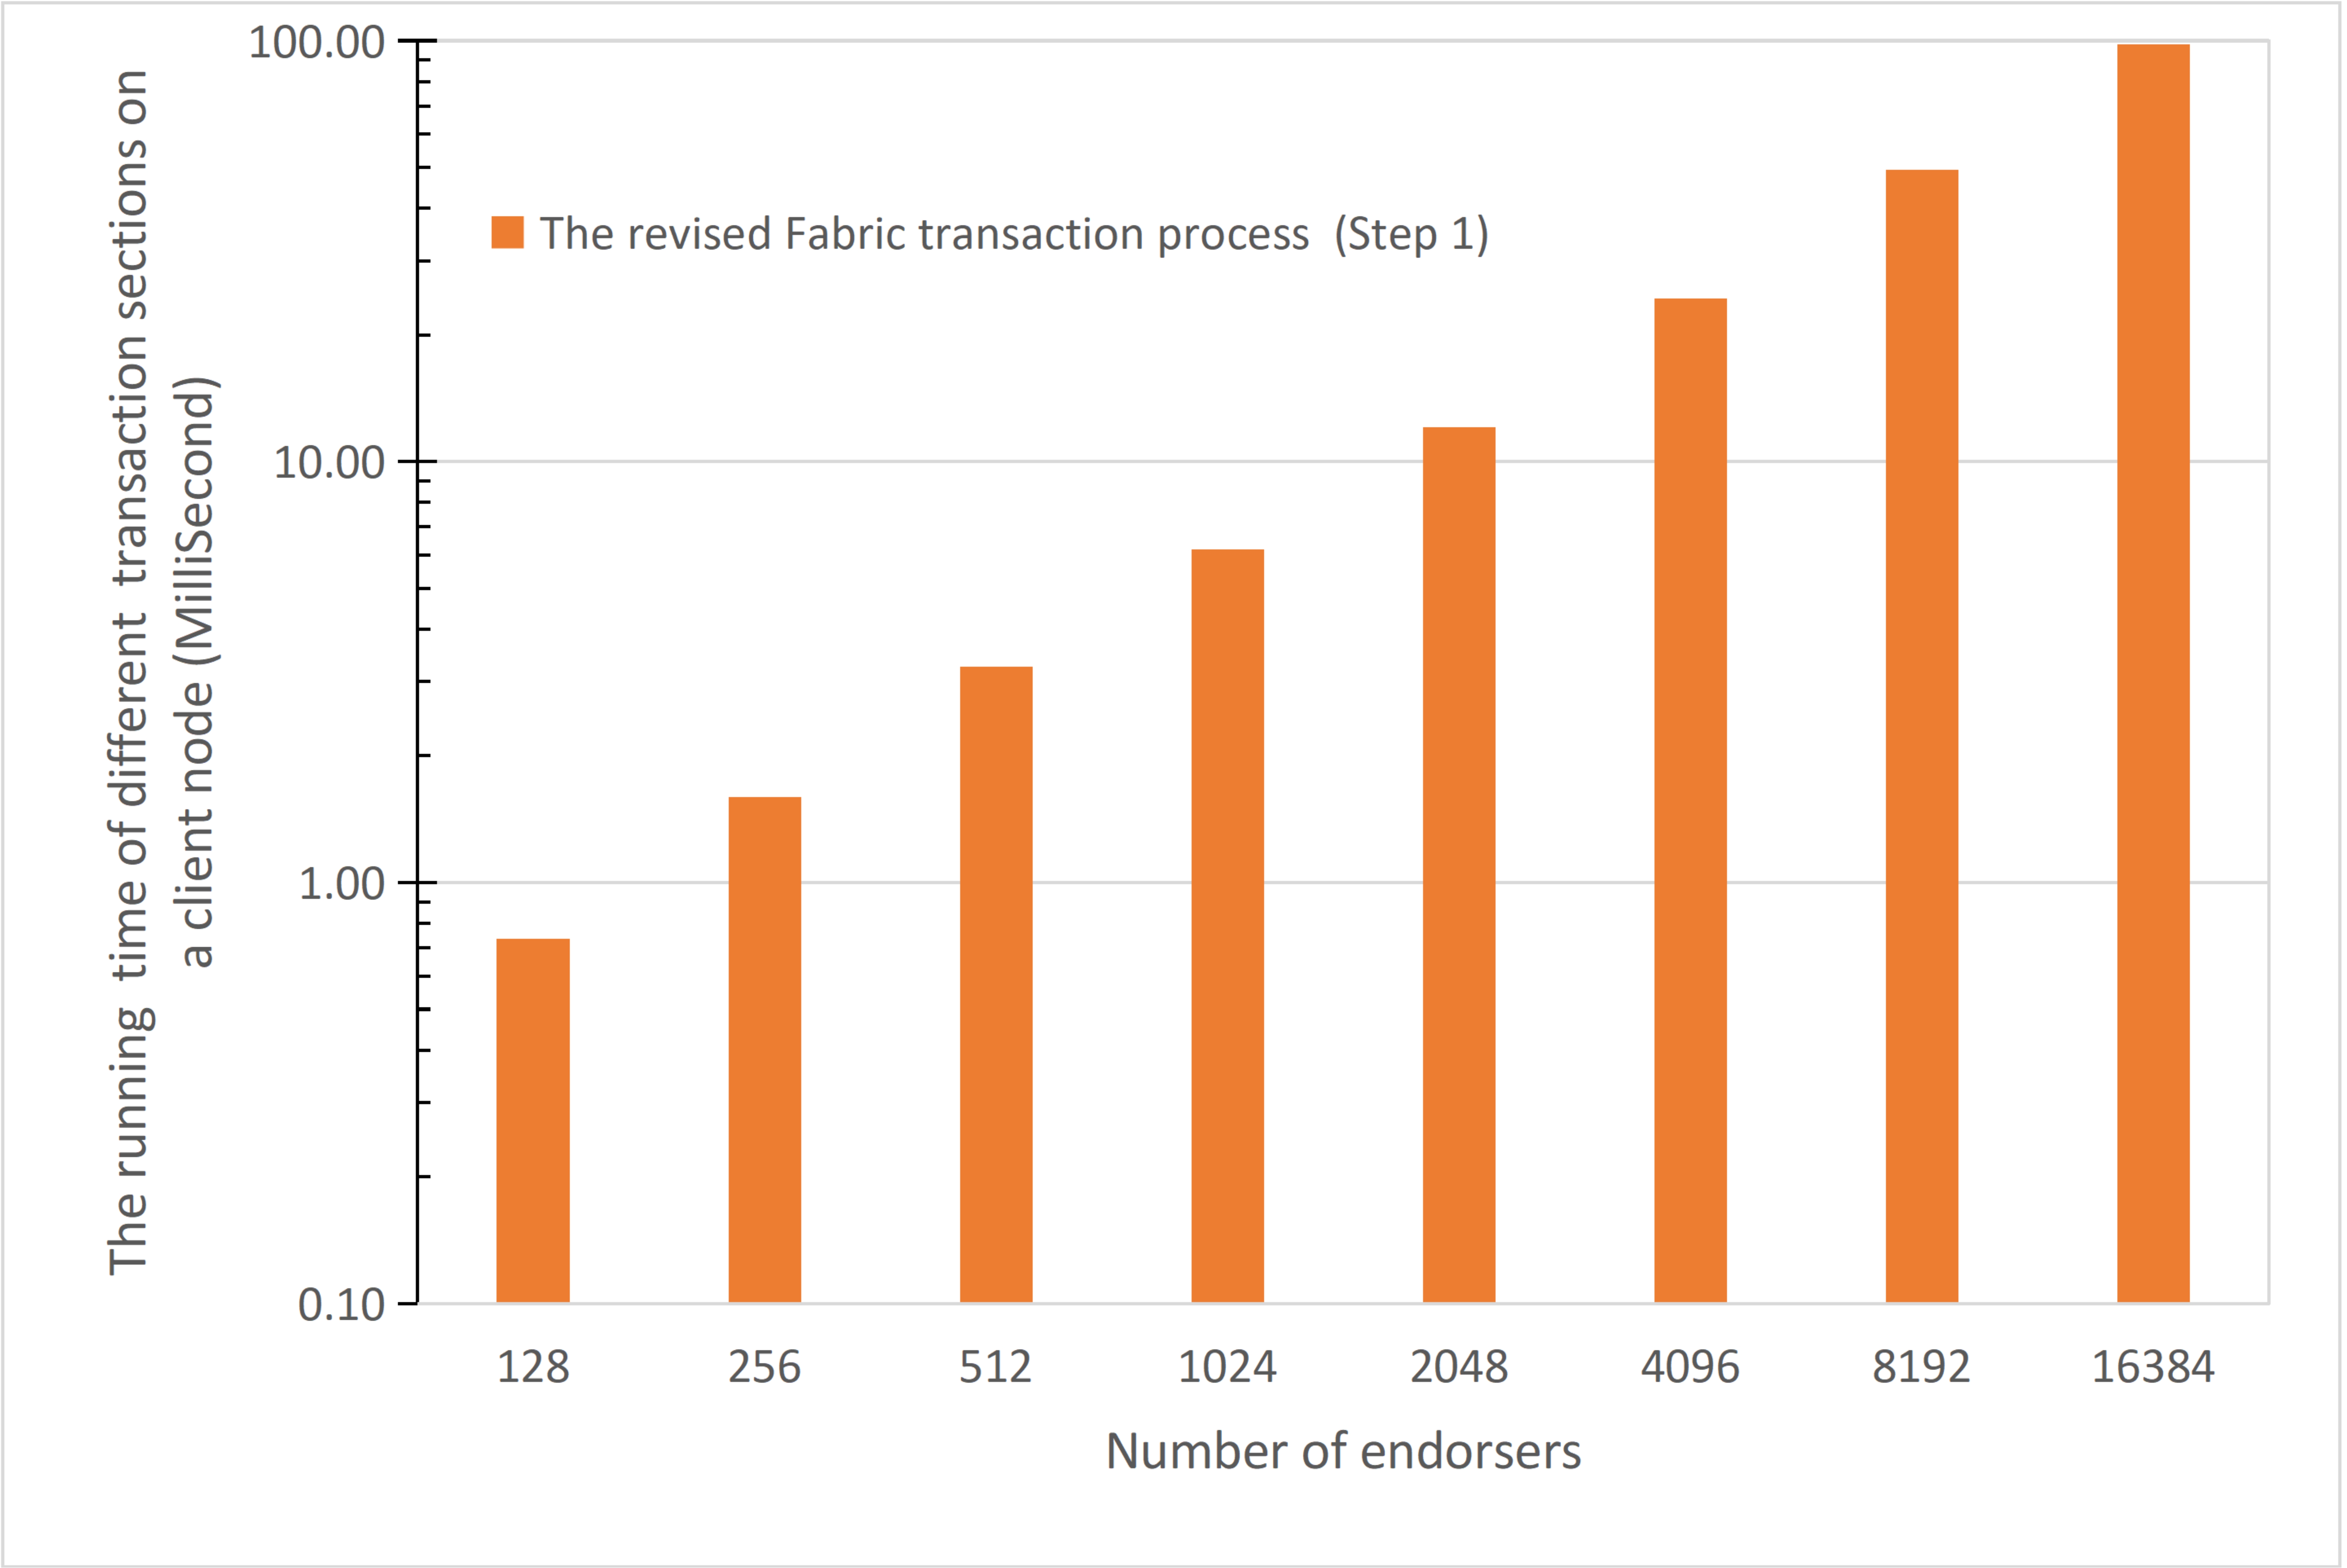 The running time of different transaction sections on
a client node (MilliSecond)
100.00
10.00
1.00
0.10
The revised Fabric transaction process (Step 1)
128 256 512 1024 2048 4096 8192 16384
Number of endorsers